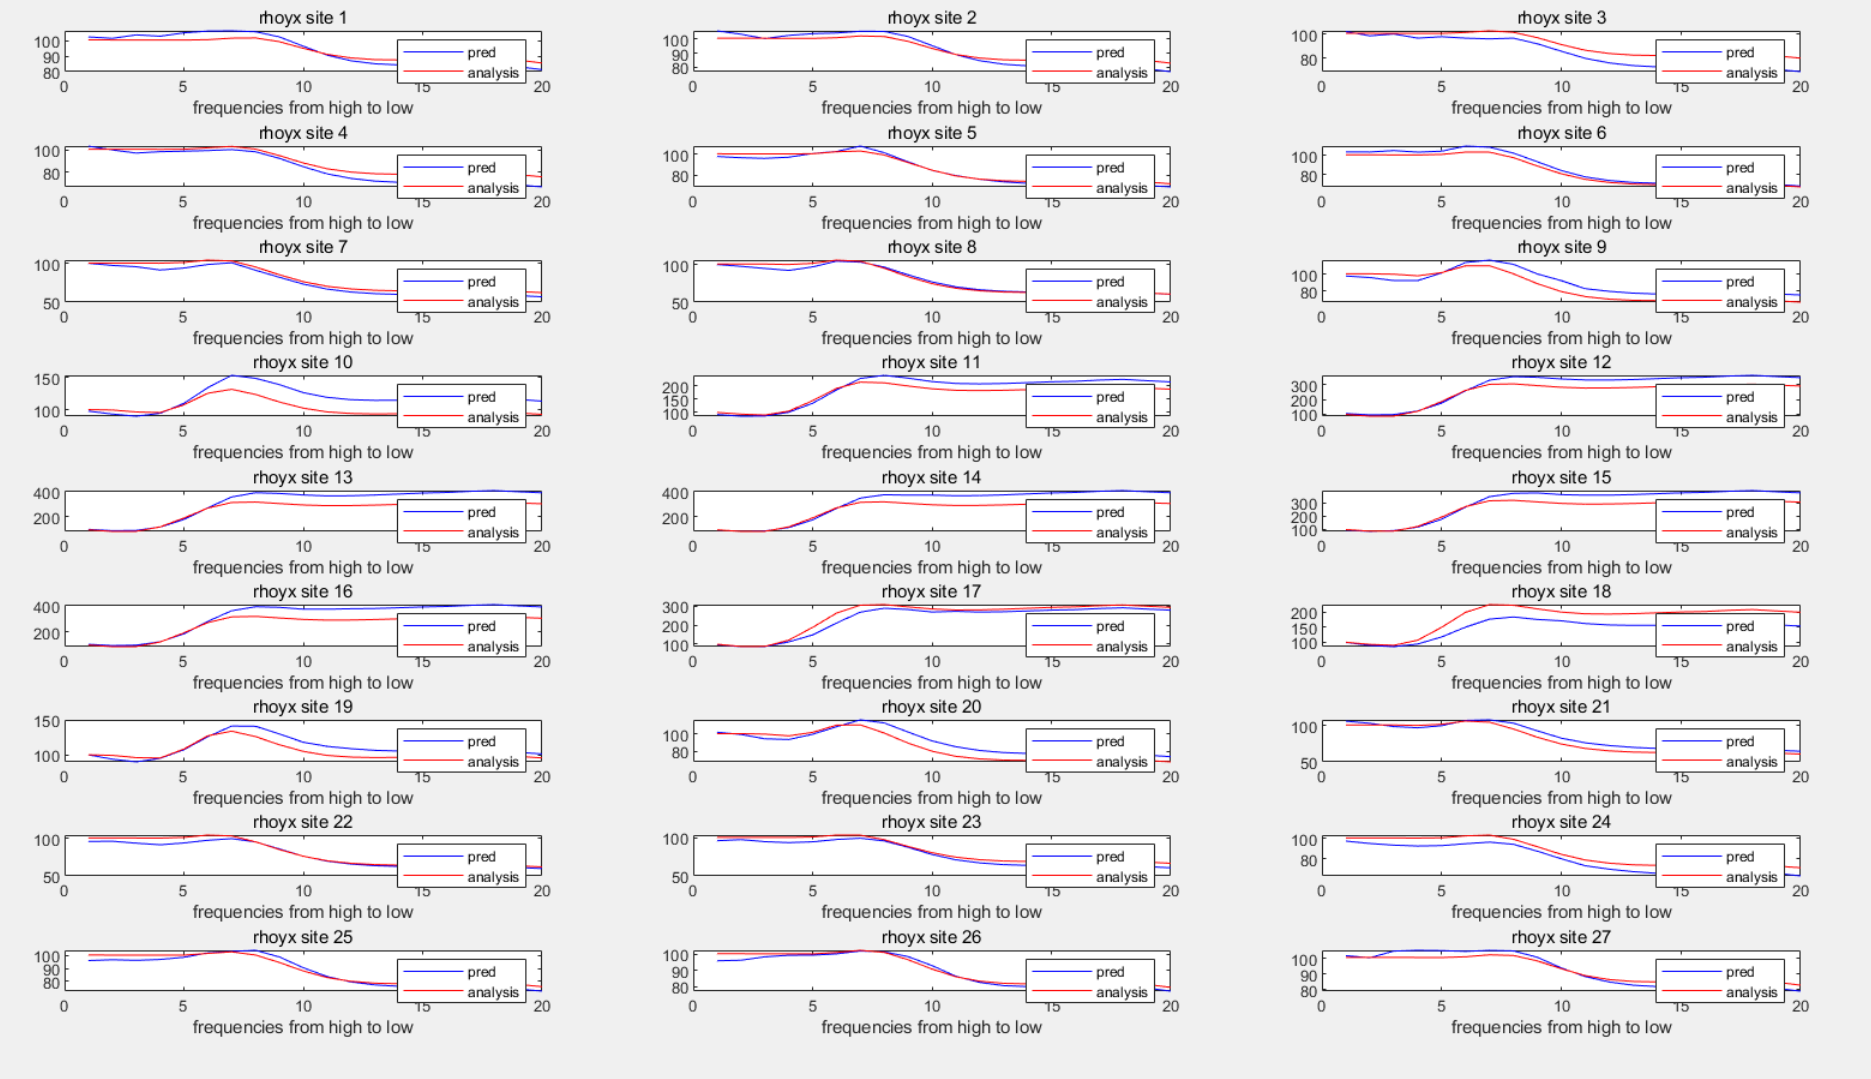 rhoyx site 1
100
90
80
pred
analysis
0 5 10 15 20
frequencies from high to low
rhoyx site 2
100
90
80
pred
analysis
0 5 10 15 20
frequencies from high to low
rhoyx site 3
100
80
pred
analysis
0 5 10 15 20
frequencies from high to low
rhoyx site 4
100
80
pred
analysis
0 5 10 15 20
frequencies from high to low
rhoyx site 5
100
80
pred
analysis
0 5 10 15 20
frequencies from high to low
rhoyx site 6
100
80
pred
analysis
0 5 10 15 20
frequencies from high to low
rhoyx site 7
100
50
pred
analysis
0 5 10 15 20
frequencies from high to low
rhoyx site 8
100
50
pred
analysis
0 5 10 15 20
frequencies from high to low
rhoyx site 9
100
80
pred
analysis
0 5 10 15 20
frequencies from high to low
rhoyx site 10
150
100
pred
analysis
0 5 10 15 20
frequencies from high to low
rhoyx site 11
200
150
100
pred
analysis
0 5 10 15 20
frequencies from high to low
rhoyx site 12
300
200
100
pred
analysis
0 5 10 15 20
frequencies from high to low
rhoyx site 13
400
200
pred
analysis
0 5 10 15 20
frequencies from high to low
rhoyx site 14
400
200
pred
analysis
0 5 10 15 20
frequencies from high to low
rhoyx site 15
300
200
100
pred
analysis
0 5 10 15 20
frequencies from high to low
rhoyx site 16
400
200
pred
analysis
0 5 10 15 20
frequencies from high to low
rhoyx site 17
300
200
100
pred
analysis
0 5 10 15 20
frequencies from high to low
rhoyx site 18
200
150
100
pred
analysis
0 5 10 15 20
frequencies from high to low
rhoyx site 19
150
100
pred
analysis
0 5 10 15 20
frequencies from high to low
rhoyx site 20
100
80
pred
analysis
0 5 10 15 20
frequencies from high to low
rhoyx site 21
100
50
pred
analysis
0 5 10 15 20
frequencies from high to low
rhoyx site 22
100
50
pred
analysis
0 5 10 15 20
frequencies from high to low
rhoyx site 23
100
50
pred
analysis
0 5 10 15 20
frequencies from high to low
rhoyx site 24
100
80
pred
analysis
0 5 10 15 20
frequencies from high to low
rhoyx site 25
100
90
80
pred
analysis
0 5 10 15 20
frequencies from high to low
rhoyx site 26
100
90
80
pred
analysis
0 5 10 15 20
frequencies from high to low
rhoyx site 27
100
90
80
pred
analysis
0 5 10 15 20
frequencies from high to low